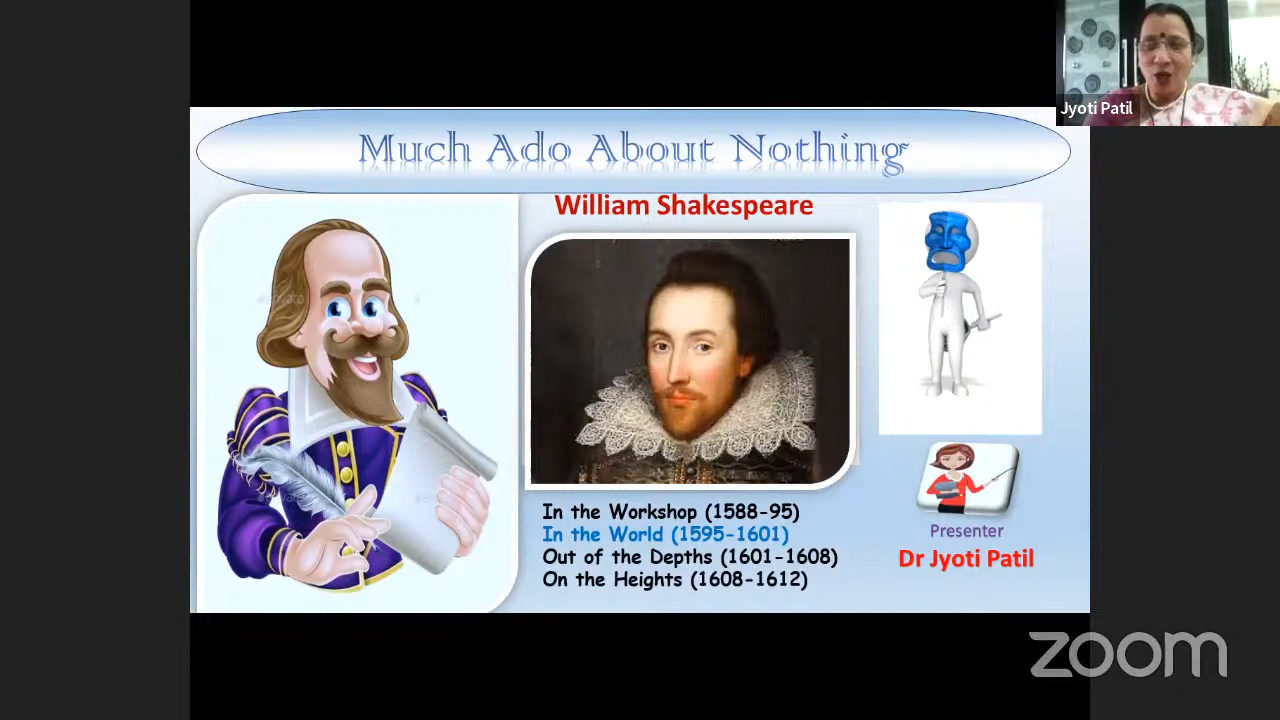 Jyoti Patil
Much Ado About Nothing
William Shakespeare
In the Workshop (1588-95)
In the World (1595-1601)
Out of the Depths (1601-1608)
On the Heights (1608-1612)
Presenter
Dr Jyoti Patil
zoom